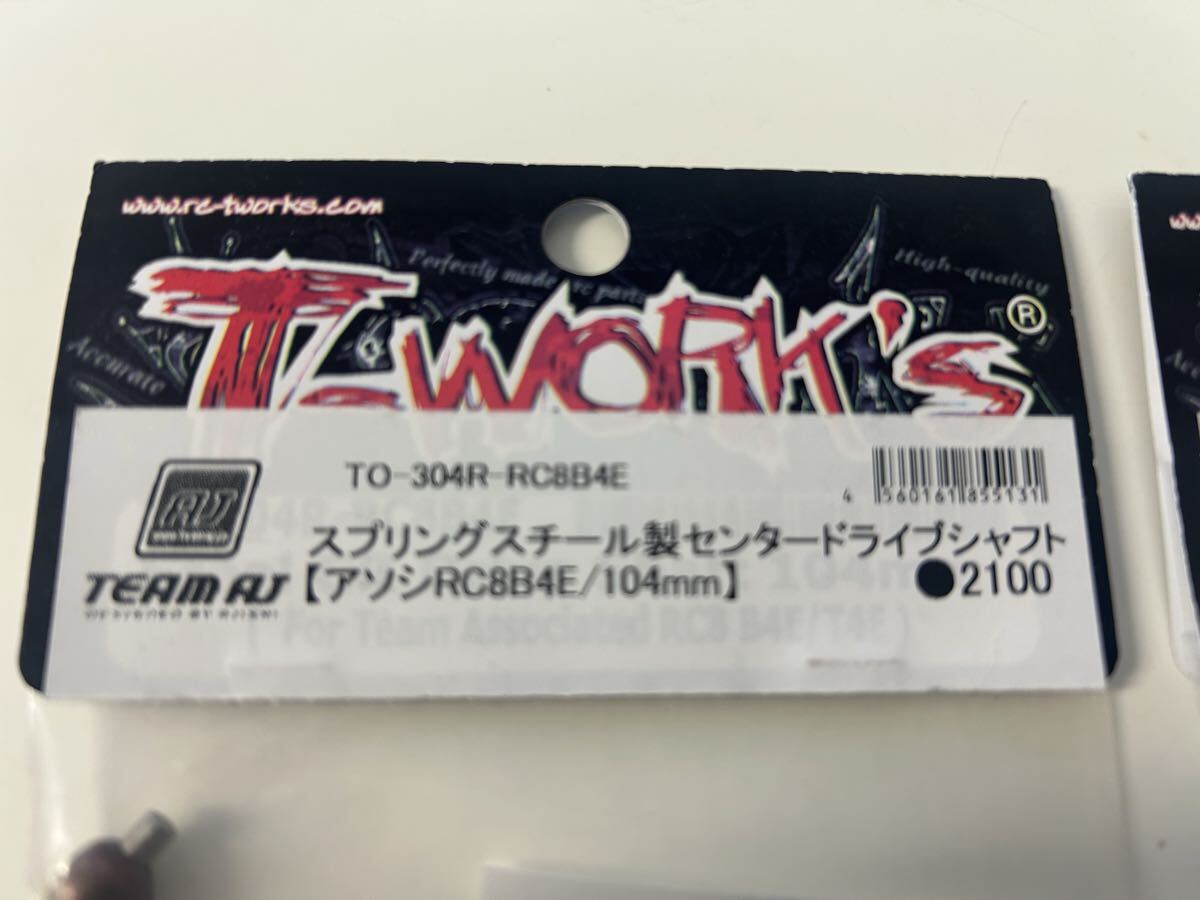 www.rc-tworks.com
Perfectly made rc parts
High-quality
Accurate
T-WORK's®
TO-304R-RC8B4E
4 560161 855131
スプリングスチール製センタードライブシャフト
TEAM AJ
【アソシRC8B4E/104mm】 ●2100
For Team Associated RC8 B4E/T4E)